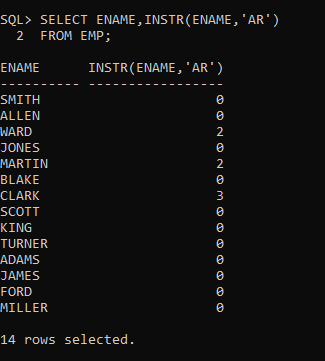 SQL> SELECT ENAME,INSTR(ENAME,'AR')
  2  FROM EMP;
ENAME      INSTR(ENAME,'AR')
---------- -----------------
SMITH                      0
ALLEN                      0
WARD                       2
JONES                      0
MARTIN                     2
BLAKE                      0
CLARK                      3
SCOTT                      0
KING                       0
TURNER                     0
ADAMS                      0
JAMES                      0
FORD                       0
MILLER                     0
14 rows selected.